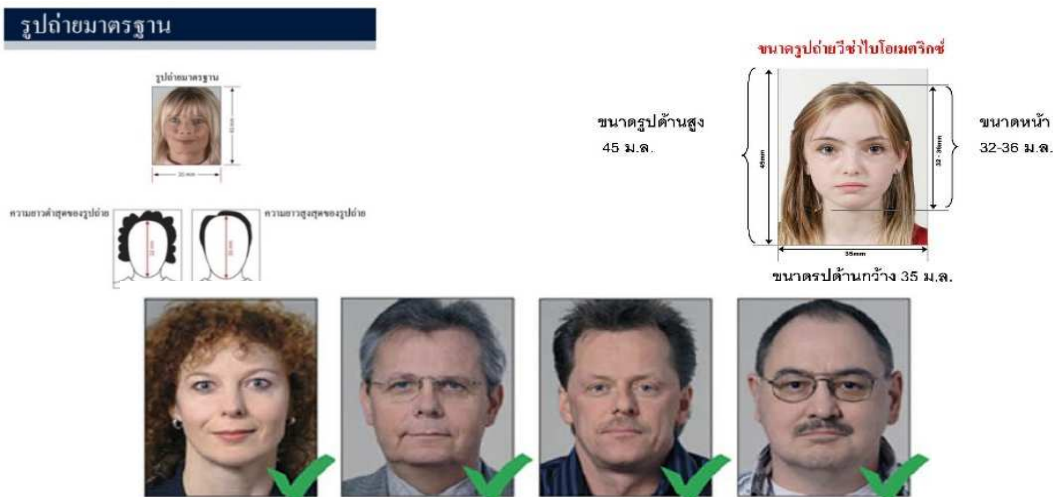 รูปถ่ายมาตรฐาน
รูปถ่ายมาตรฐาน
ความยาวต่ำสุดของรูปถ่าย
ความยาวสูงสุดของรูปถ่าย
ขนาดรูปถ่ายวีซ่าไบโอเมตริกซ์
ขนาดรูปด้านสูง
45 ม.ล.
45mm
32 - 36mm
ขนาดหน้า
32-36 ม.ล.
35mm
ขนาดรูปด้านกว้าง 35 ม.ล.